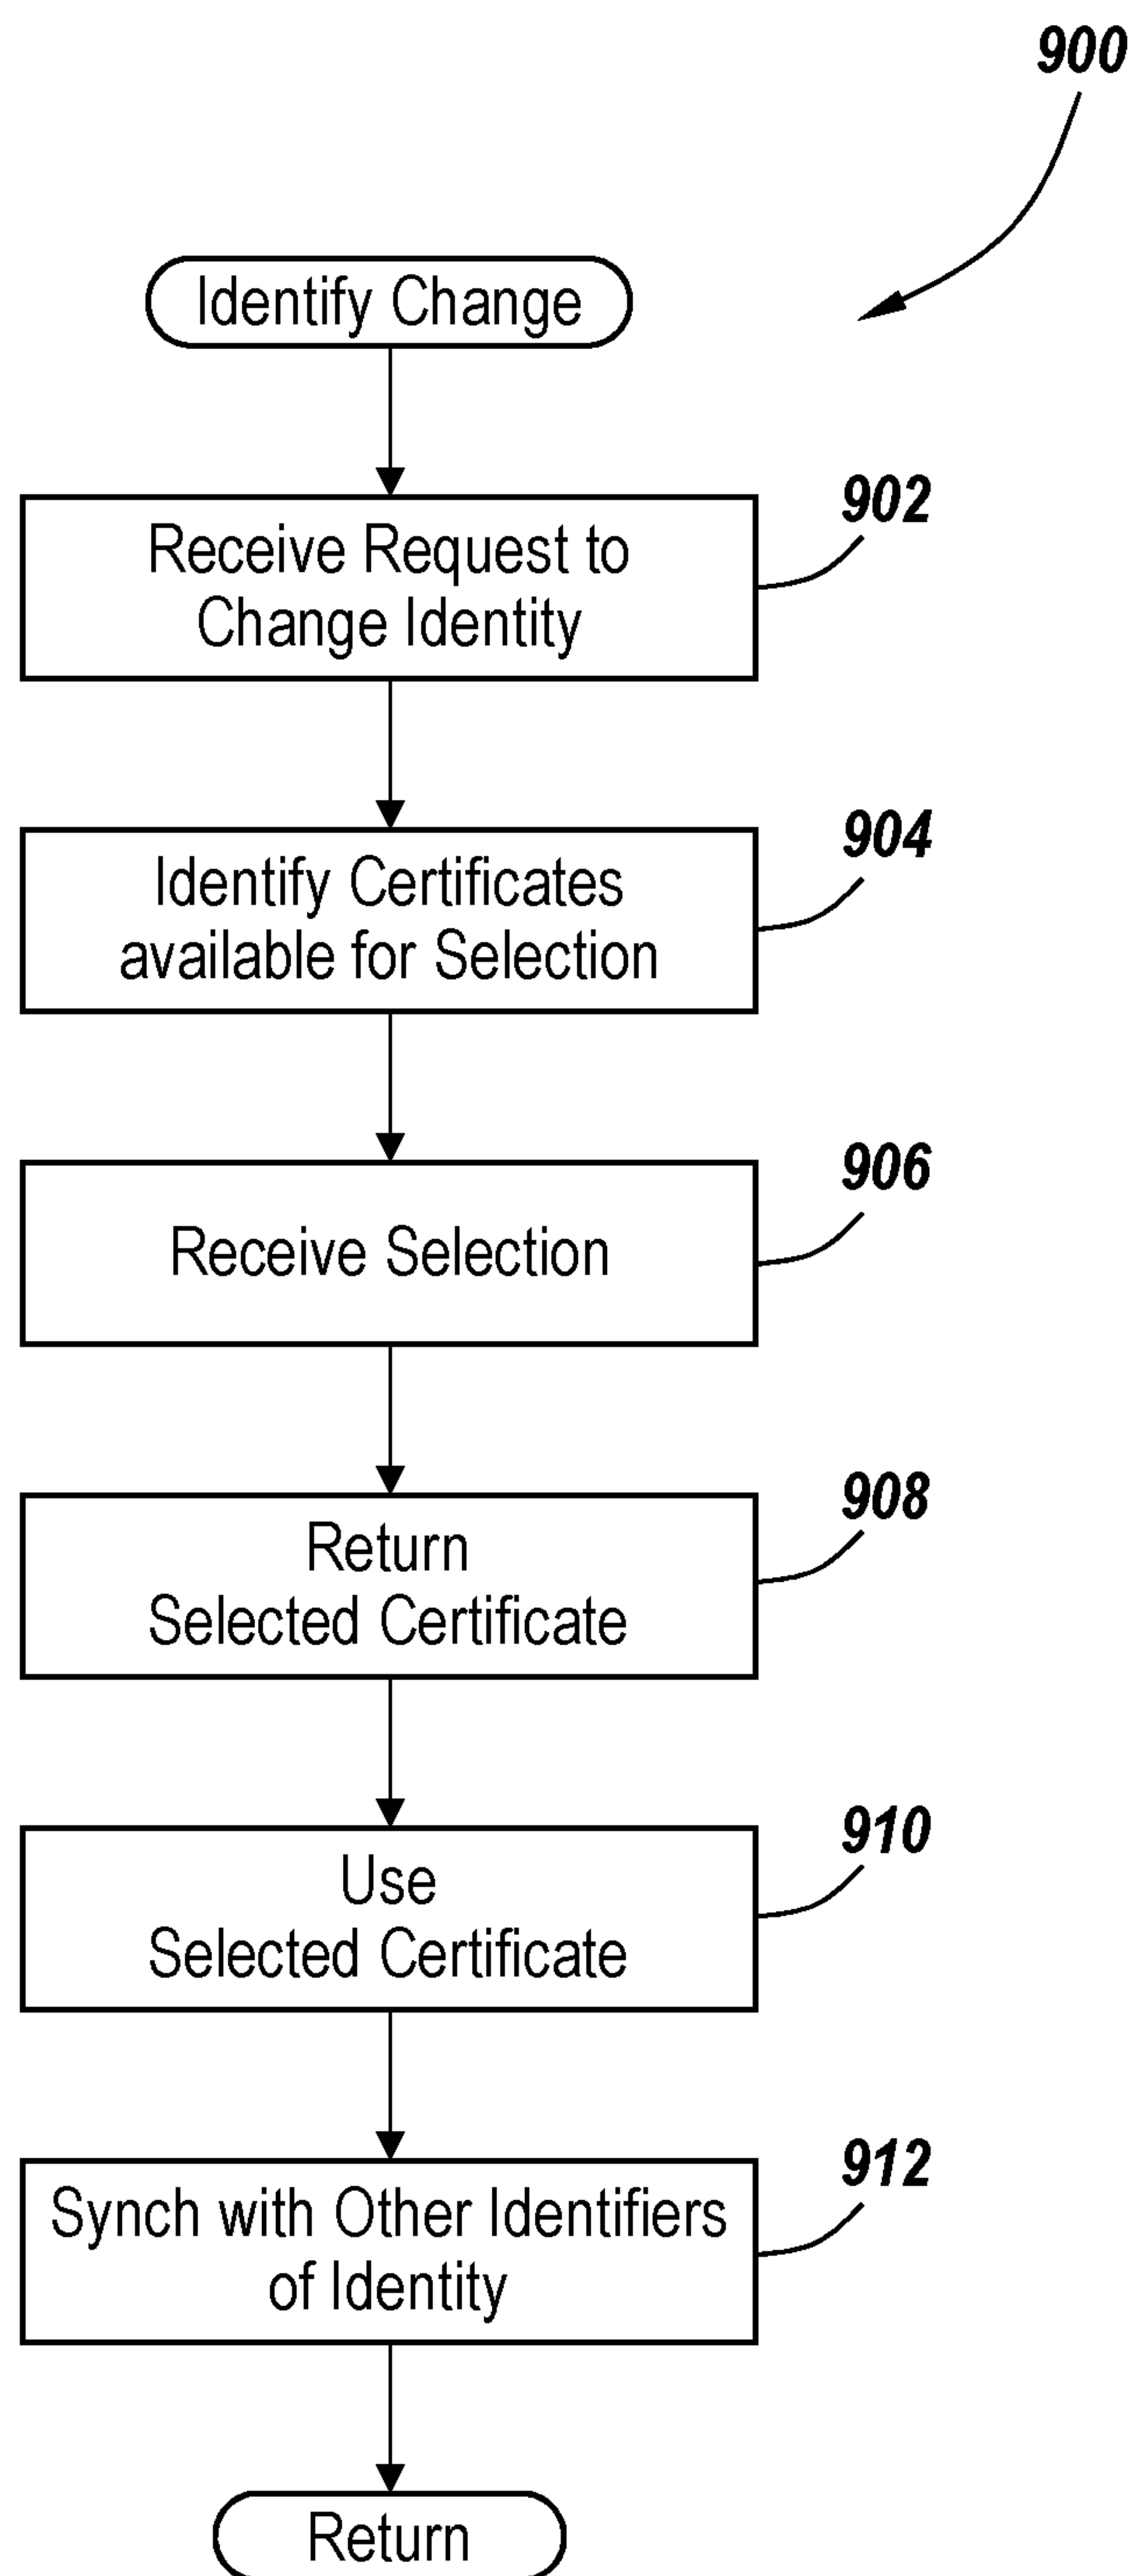 900
Identify Change
902
Receive Request to
Change Identity
904
Identify Certificates
available for Selection
906
Receive Selection
908
Return
Selected Certificate
910
Use
Selected Certificate
912
Synch with Other Identifiers
of Identity
Return